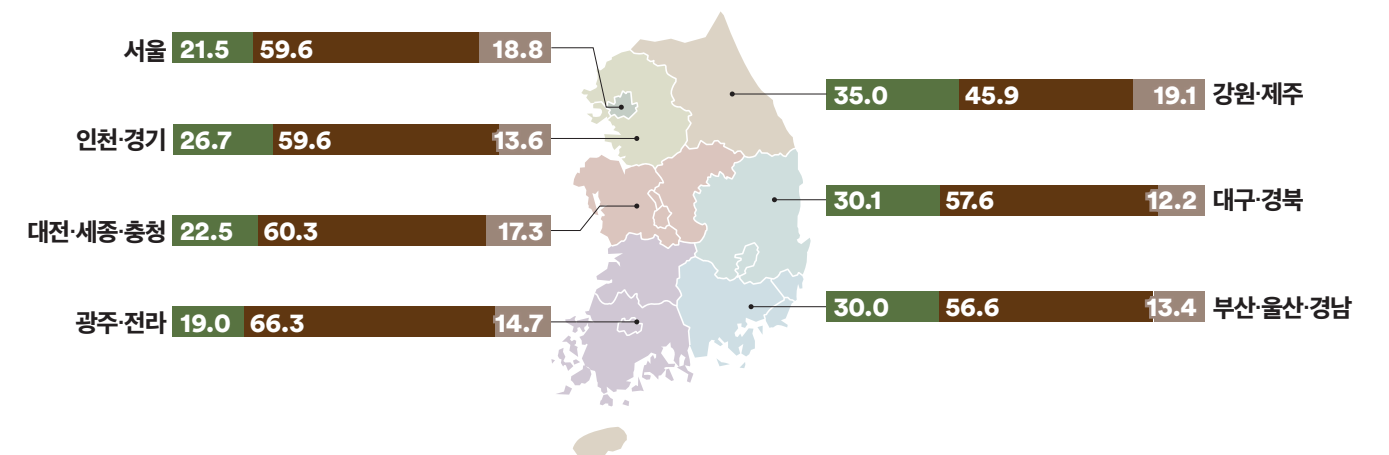 서울 21.5 59.6 18.8
인천·경기 26.7 59.6 13.6
대전·세종·충청 22.5 60.3 17.3
광주·전라 19.0 66.3 14.7
35.0 45.9 19.1 강원·제주
30.1 57.6 12.2 대구·경북
30.0 56.6 13.4 부산·울산·경남